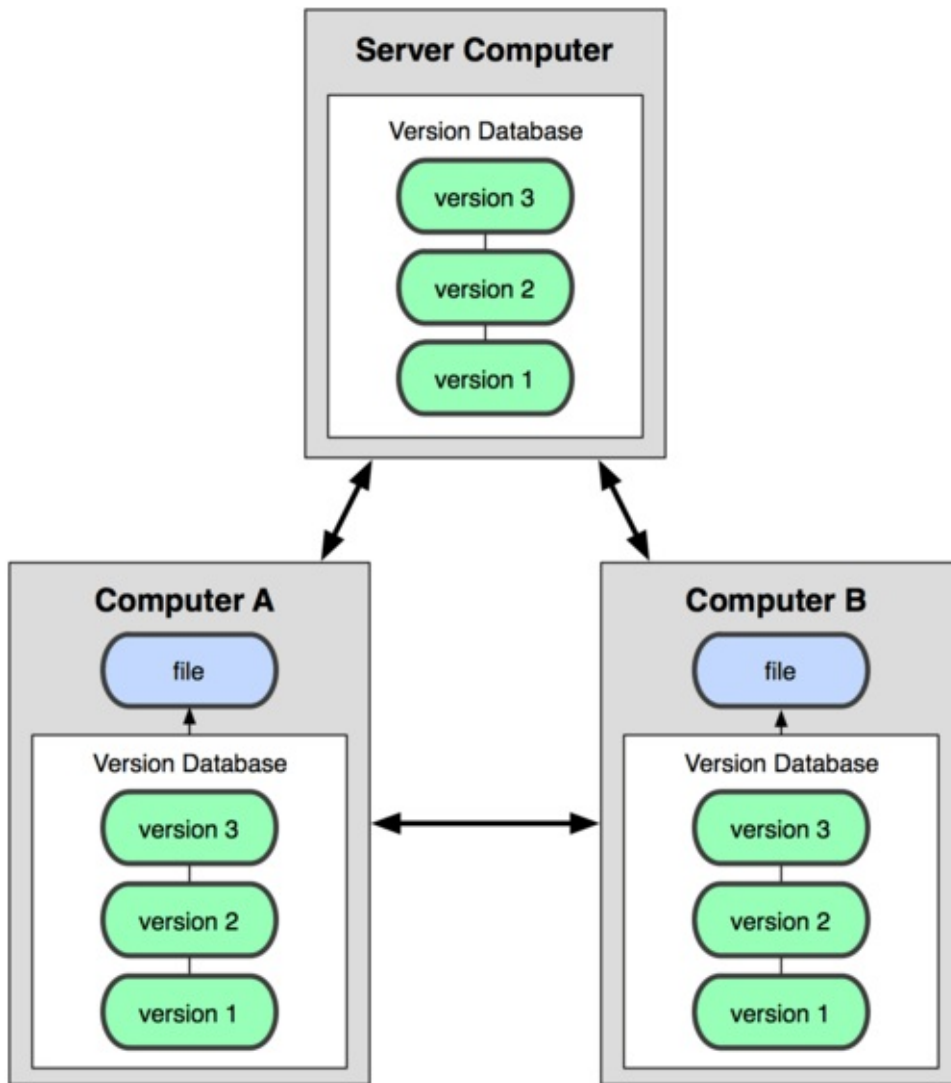 Server Computer
Version Database
version 3
version 2
version 1
Computer A
file
Version Database
version 3
version 2
version 1
Computer B
file
Version Database
version 3
version 2
version 1